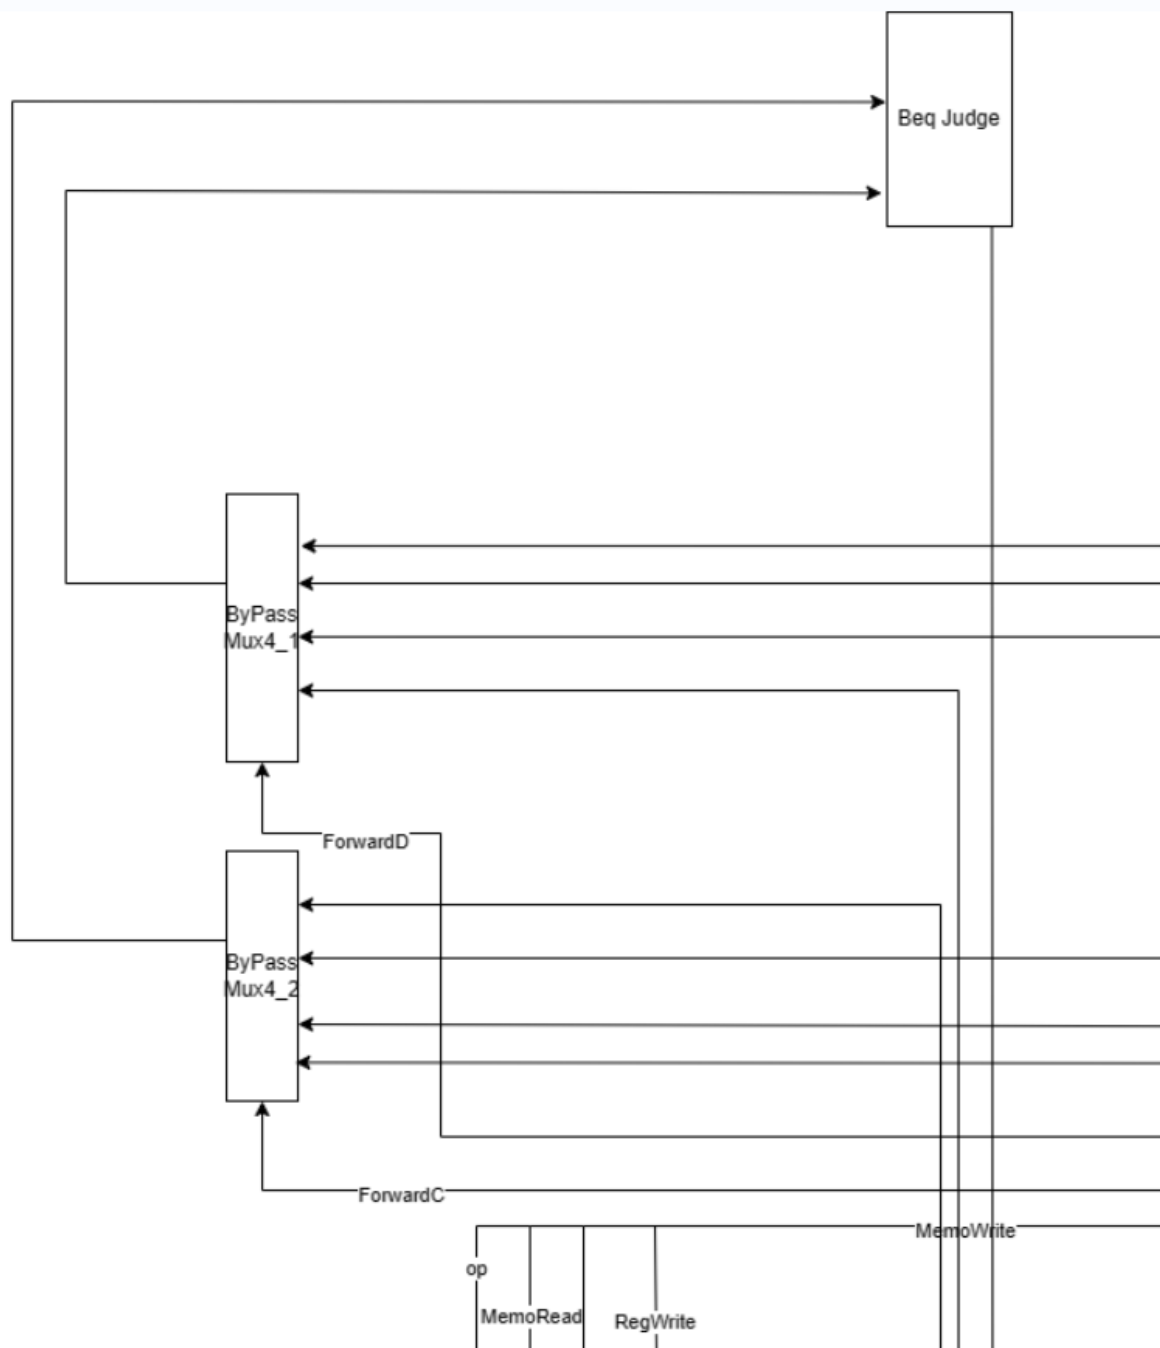 Beq Judge
ByPass
Mux4_1
ForwardD
ByPass
Mux4_2
ForwardC
MemoWrite
op
MemoRead
RegWrite